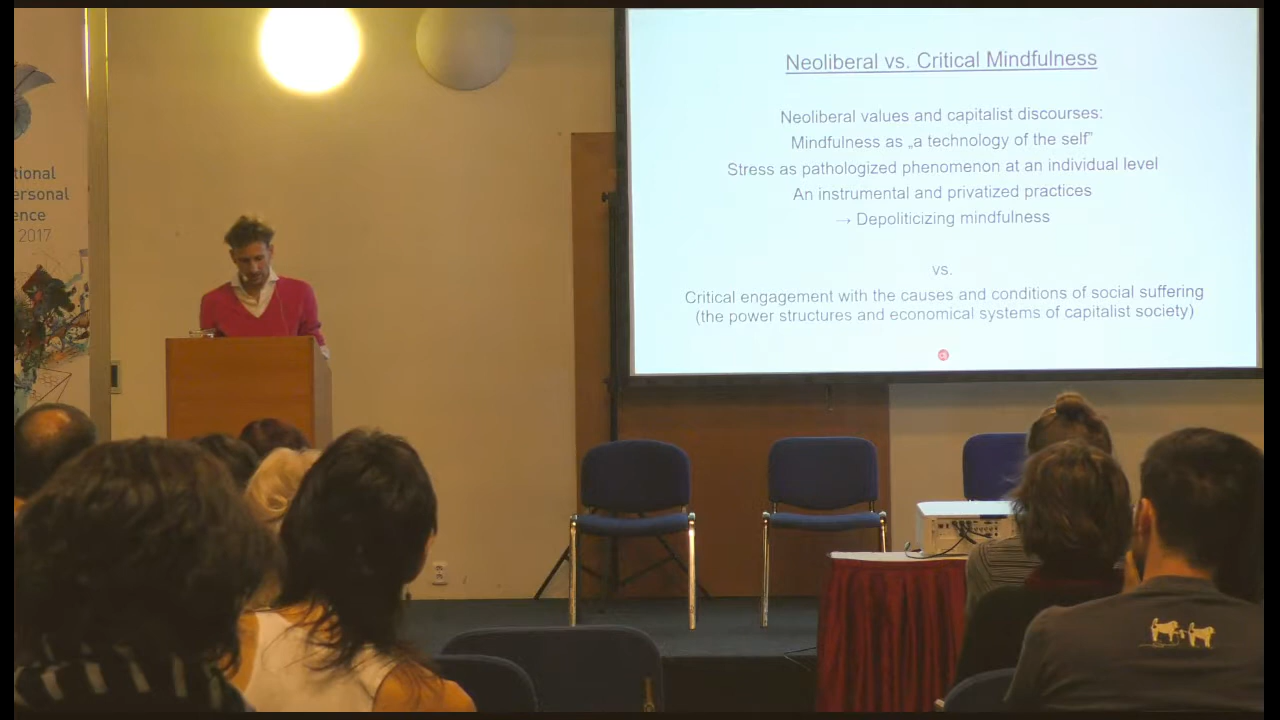 tional
ersonal
ence
2017
Neoliberal vs. Critical Mindfulness
Neoliberal values and capitalist discourses:
Mindfulness as „a technology of the self”
Stress as pathologized phenomenon at an individual level
An instrumental and privatized practices
→ Depoliticizing mindfulness
vs.
Critical engagement with the causes and conditions of social suffering
(the power structures and economical systems of capitalist society)